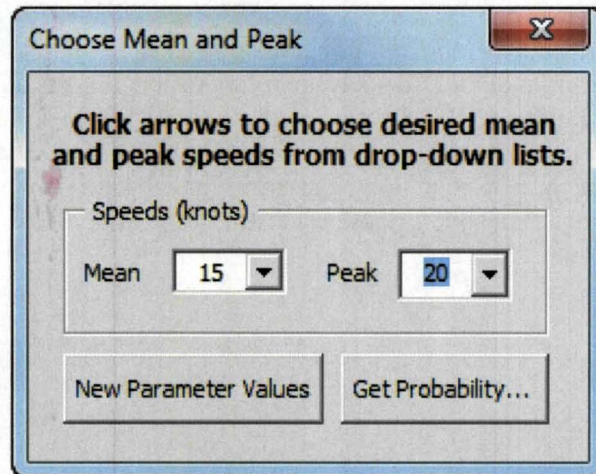 Choose Mean and Peak
Click arrows to choose desired mean
and peak speeds from drop-down lists.
Speeds (knots)
Mean 15 Peak 20
New Parameter Values Get Probability...